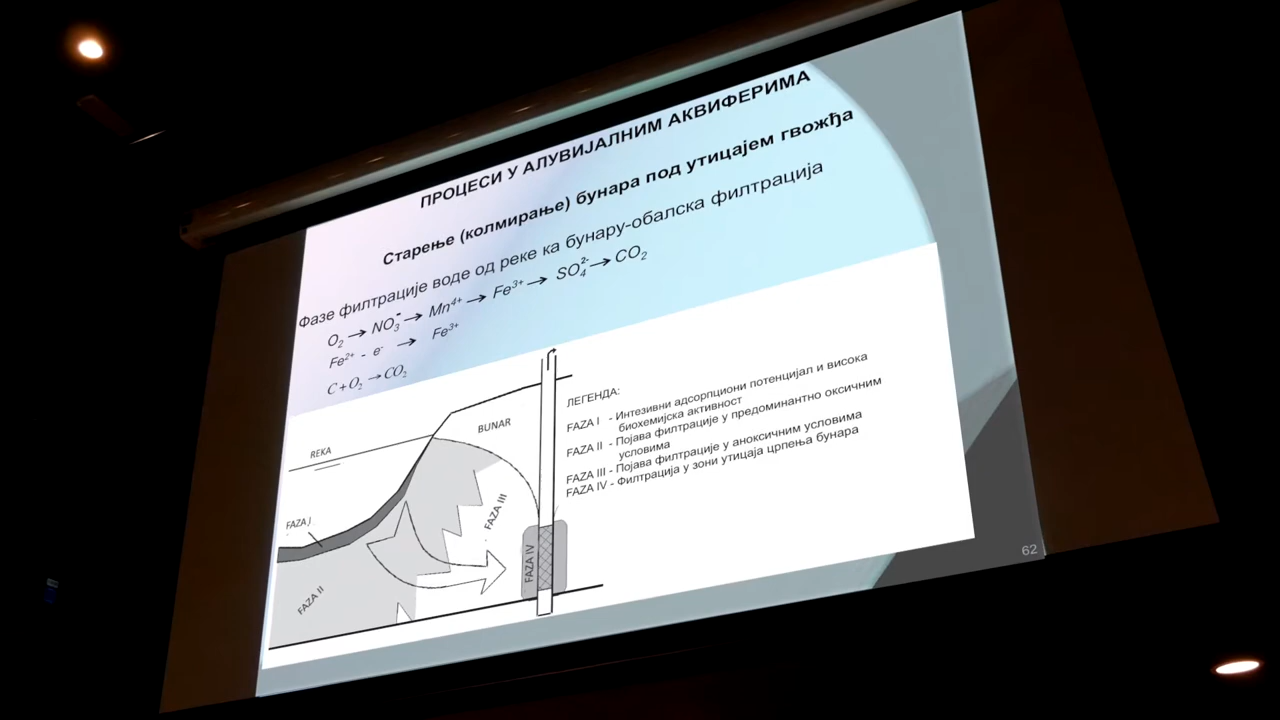 ПРОЦЕСИ У АЛУВИЈАЛНИМ АКВИФЕРИМА
Старење (колмирање) бунара под утицајем гвожђа
Фазе филтрације воде од реке ка бунару-обалска филтрација
O₂ → NO₃⁻ → Mn⁴⁺ → Fe³⁺ → SO₄²⁻ → CO₂
Fe²⁺ - e⁻ → Fe³⁺
C + O₂ → CO₂
REKA
BUNAR
FAZA I
FAZA II
FAZA III
FAZA IV
ЛЕГЕНДА:
FAZA I - Интезивни адсорпциони потенцијал и висока
биохемијска активност
FAZA II - Појава филтрације у предоминантно оксичним
условима
FAZA III - Појава филтрације у аноксичним условима
FAZA IV - Филтрација у зони утицаја црпења бунара
62